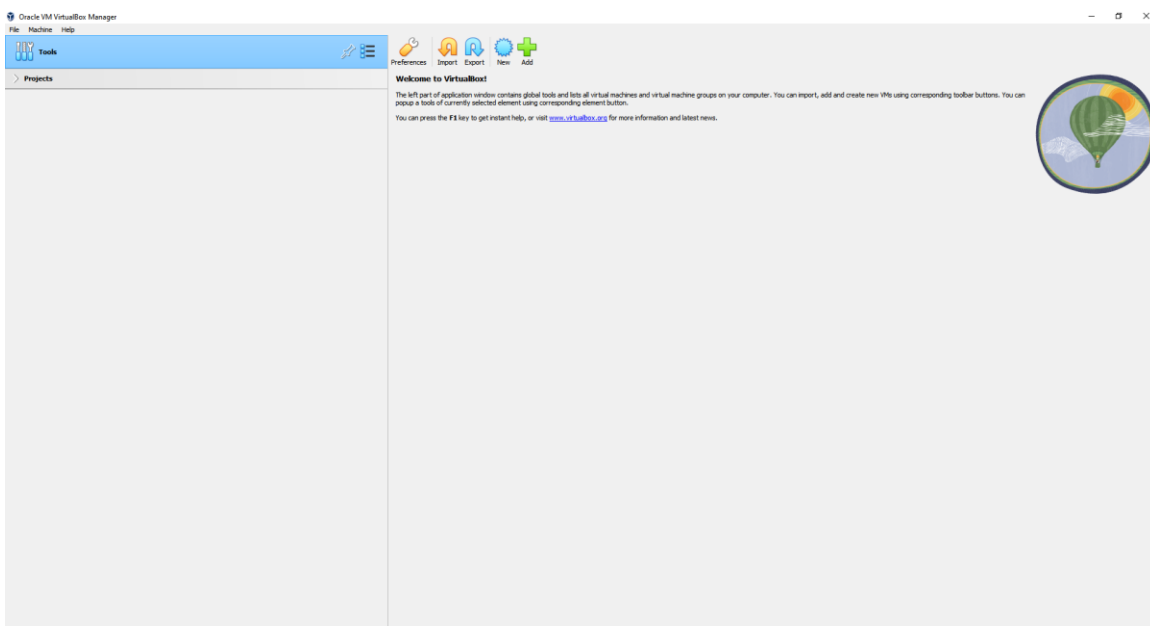 Oracle VM VirtualBox Manager
File Machine Help
Tools
Projects
Preferences Import Export New Add
Welcome to VirtualBox!
The left part of application window contains global tools and lists all virtual machines and virtual machine groups on your computer. You can import, add and create new VMs using corresponding toolbar buttons. You can
popup a tools of currently selected element using corresponding element button.
You can press the F1 key to get instant help, or visit www.virtualbox.org for more information and latest news.